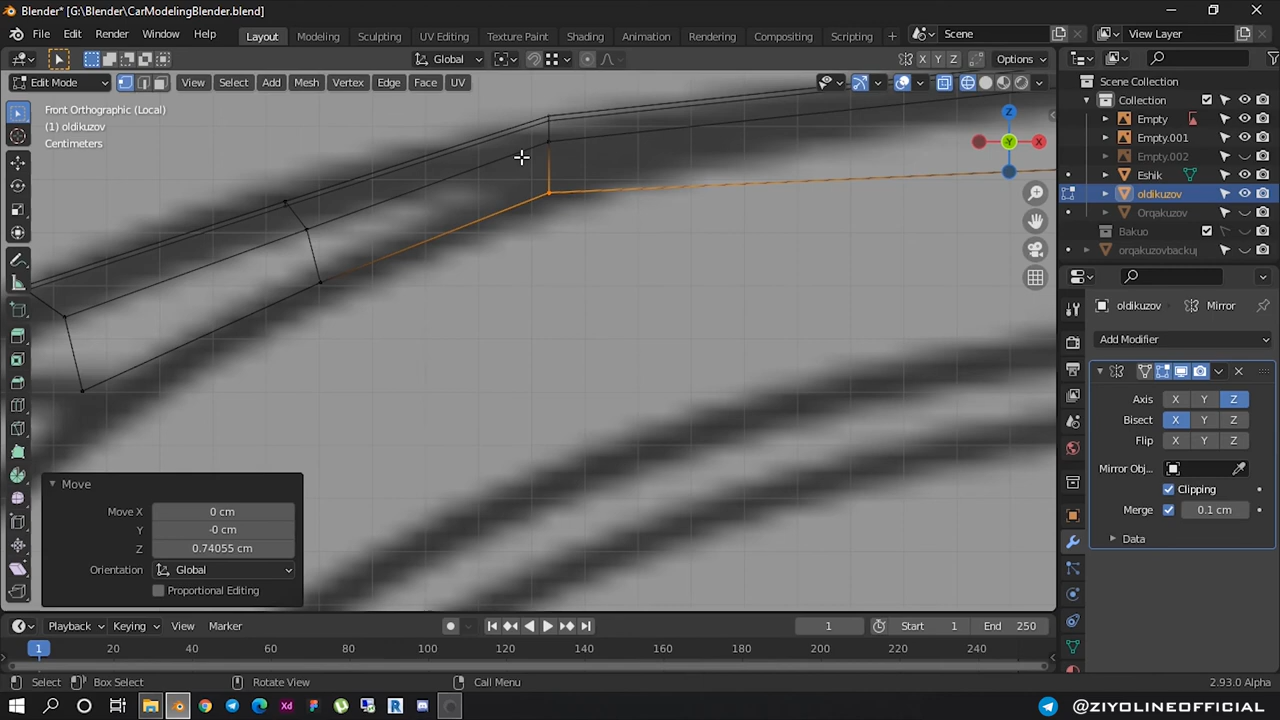 Blender* [G:\Blender\CarModelingBlender.blend]
File Edit Render Window Help Layout Modeling Sculpting UV Editing Texture Paint Shading Animation Rendering Compositing Scripting Scene View Layer
Global X Y Z Options
Edit Mode View Select Add Mesh Vertex Edge Face UV
Front Orthographic (Local)
(1) oldikuzov
Centimeters
Z
Y
X
Scene Collection
Collection
Empty
Empty.001
Empty.002
Eshik
oldikuzov
Orqakuzov
Bakuo
orqakuzovbackup
oldikuzov Mirror
Add Modifier
Axis X Y Z
Bisect X Y Z
Flip X Y Z
Mirror Obj...
Clipping
Merge 0.1 cm
Data
Move
Move X 0 cm
Y -0 cm
Z 0.74055 cm
Orientation Global
Proportional Editing
Playback Keying View Marker 1 Start 1 End 250
1 20 40 60 80 100 120 140 160 180 200 220 240
Select Box Select Rotate View Call Menu 2.93.0 Alpha
Xd R @ZIYOLINEOFFICIAL